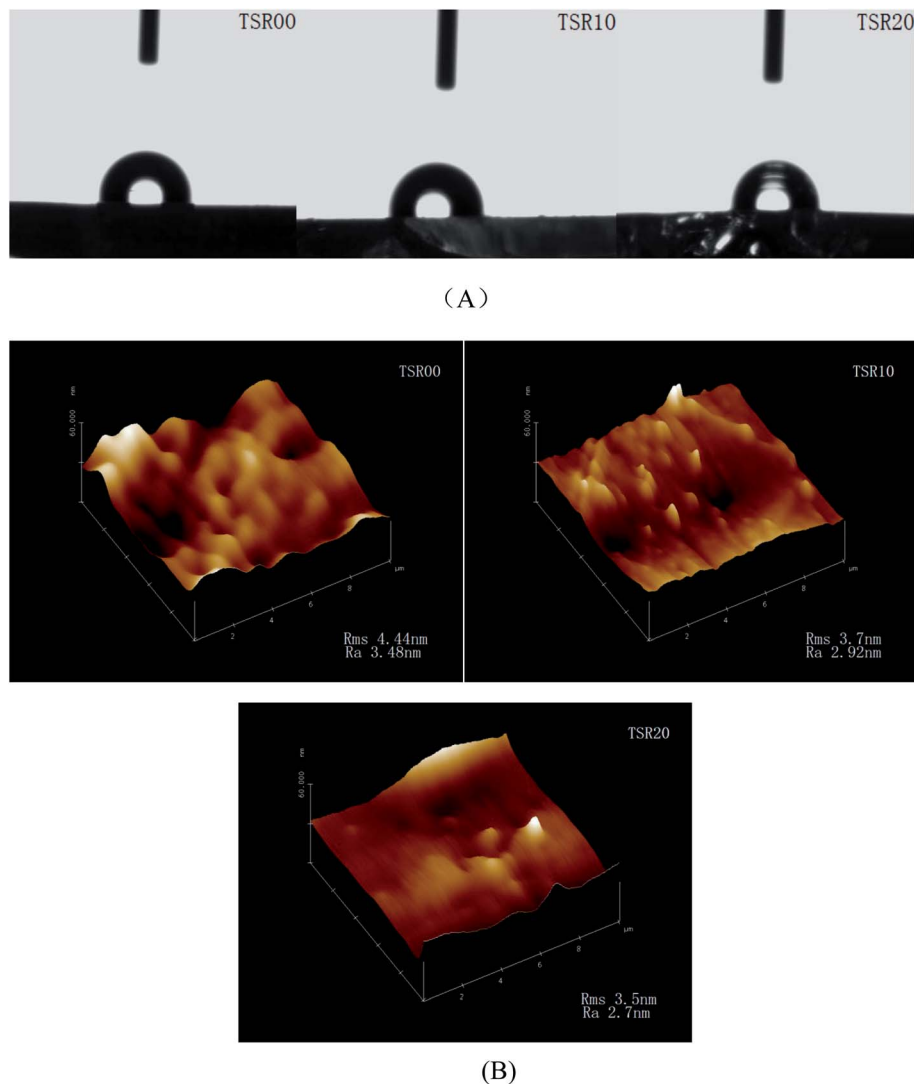 TSR00
TSR10
TSR20
(A)
TSR00
60.000 nm
2
4
6
8
µm
Rms 4.44nm
Ra 3.48nm
TSR10
60.000 nm
2
4
6
8
µm
Rms 3.7nm
Ra 2.92nm
TSR20
60.000 nm
2
4
6
8
µm
Rms 3.5nm
Ra 2.7nm
(B)